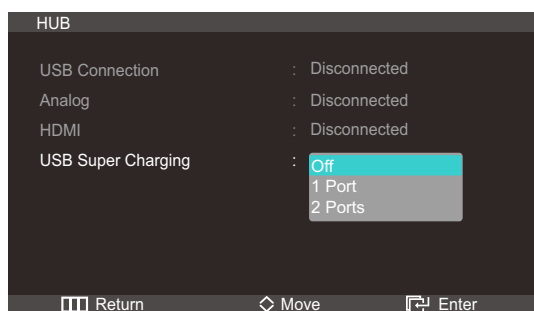 HUB
USB Connection : Disconnected
Analog : Disconnected
HDMI : Disconnected
USB Super Charging : Off
1 Port
2 Ports
Return Move Enter